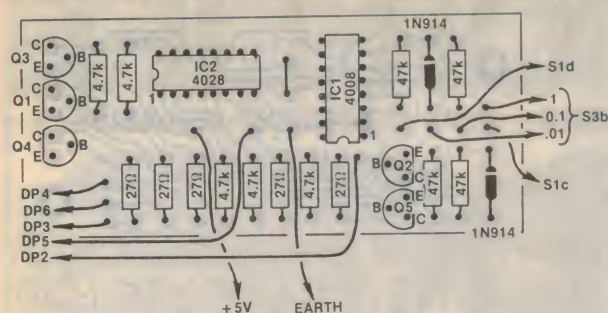 1N914
C
Q3
E
B
4.7k
4.7k
IC2
4028
1
IC1
4008
1
47k
47k
S1d
1
0.1
.01
S3b
S1c
C
Q1
E
B
C
Q4
E
B
27Ω
27Ω
27Ω
4.7k
4.7k
27Ω
27Ω
B
E
Q2
C
B
E
Q5
C
47k
47k
1N914
DP4
DP6
DP3
DP5
DP2
+5V
EARTH